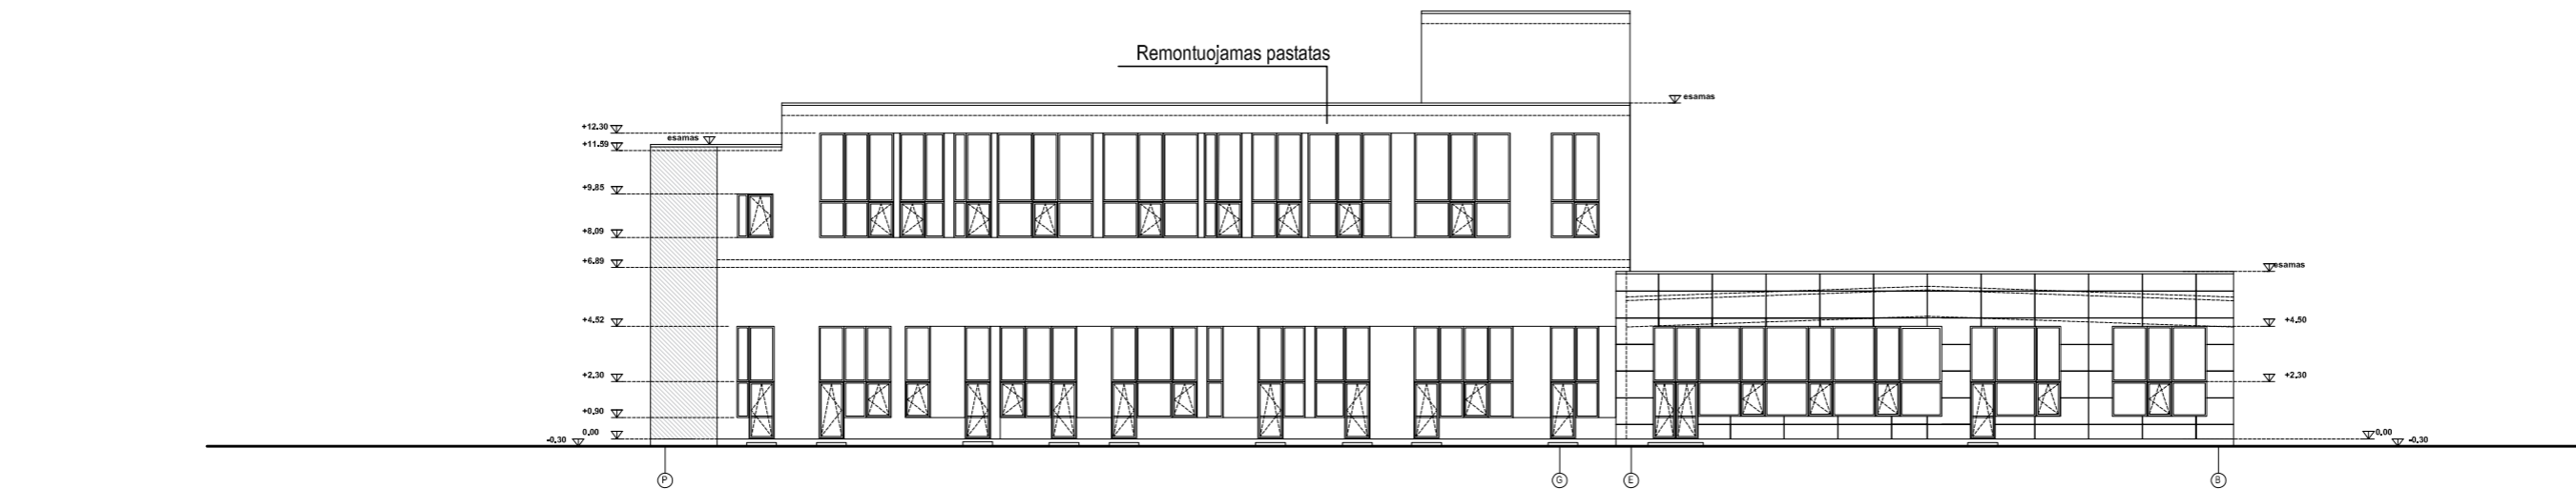 Remontuojamas pastatas
esamas
+12.30
esamas
+11.59
+9.85
+8.09
+6.89
esamas
+4.52
+4.50
+2.30
+2.30
+0.90
0.00
0.00
-0.30
-0.30
P
G
E
B